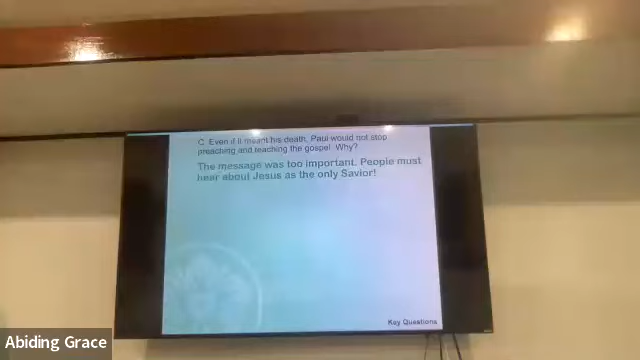 C. Even if it meant his death, Paul would not stop
preaching and teaching the gospel. Why?
The message was too important. People must
hear about Jesus as the only Savior!
Key Questions
Abiding Grace